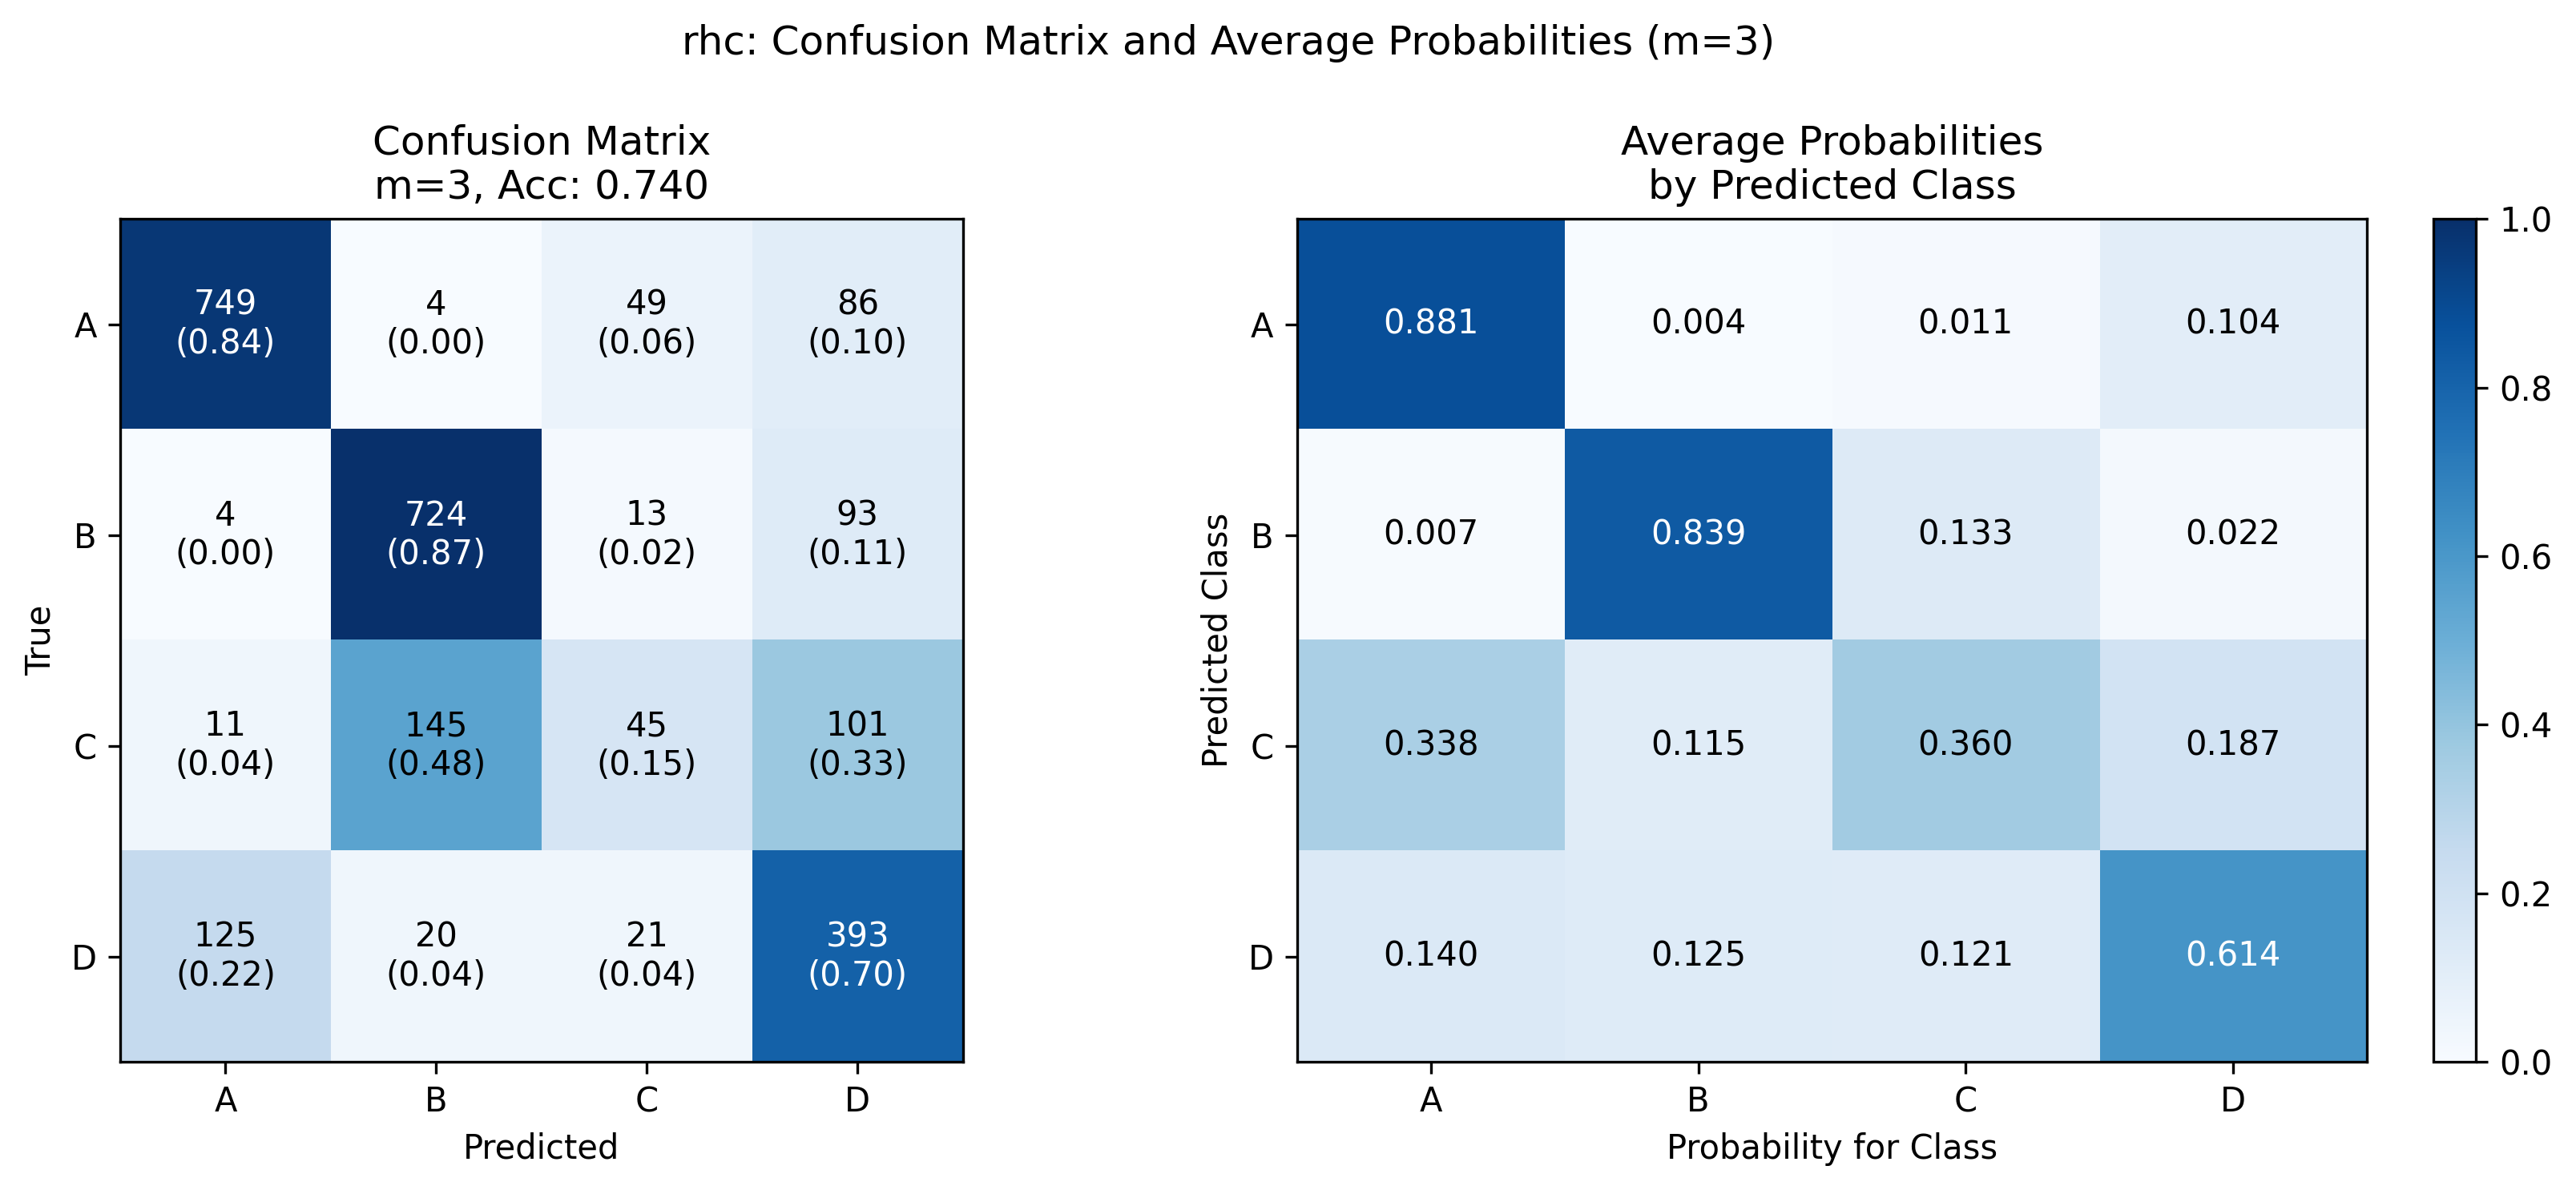 rhc: Confusion Matrix and Average Probabilities (m=3)
Confusion Matrix
m=3, Acc: 0.740
True
A
749
(0.84)
4
(0.00)
49
(0.06)
86
(0.10)
B
4
(0.00)
724
(0.87)
13
(0.02)
93
(0.11)
C
11
(0.04)
145
(0.48)
45
(0.15)
101
(0.33)
D
125
(0.22)
20
(0.04)
21
(0.04)
393
(0.70)
A B C D
Predicted
Average Probabilities
by Predicted Class
Predicted Class
A 0.881 0.004 0.011 0.104
B 0.007 0.839 0.133 0.022
C 0.338 0.115 0.360 0.187
D 0.140 0.125 0.121 0.614
A B C D
Probability for Class
1.0
0.8
0.6
0.4
0.2
0.0